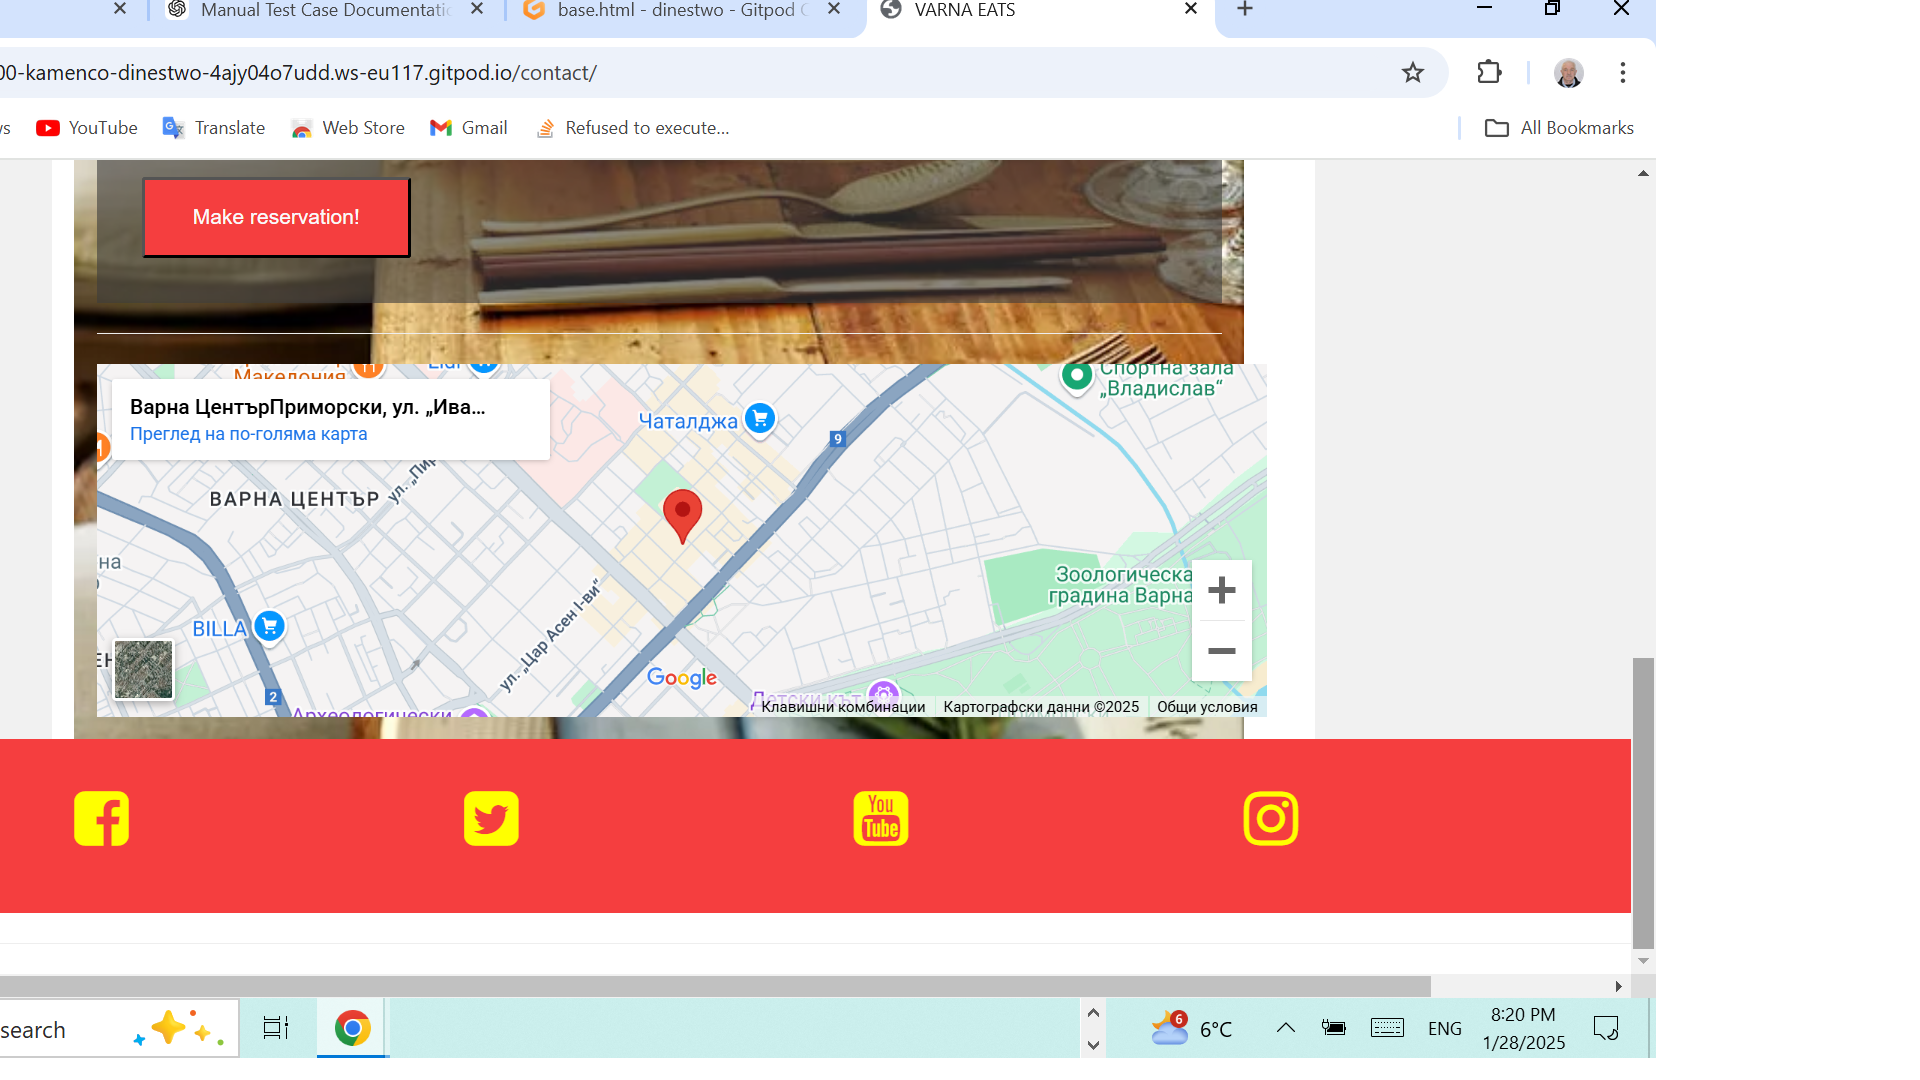 Manual Test Case Documentatio
base.html - dinestwo - Gitpod
VARNA EATS
00-kamenco-dinestwo-4ajy04o7udd.ws-eu117.gitpod.io/contact/
YouTube
Translate
Web Store
Gmail
Refused to execute...
All Bookmarks
Make reservation!
Македония
Lidl
Спортна зала
„Владислав“
Варна ЦентърПриморски, ул. „Ива...
Преглед на по-голяма карта
Чаталджа
9
ВАРНА ЦЕНТЪР
ул. „Пир
на
Зоологическа
градина Варна
BILLA
ул. „Цар Асен I-ви“
Google
2
Археологически
Детски кът
Клавишни комбинации
Картографски данни ©2025
Общи условия
You
Tube
search
6
6°C
ENG
8:20 PM
1/28/2025